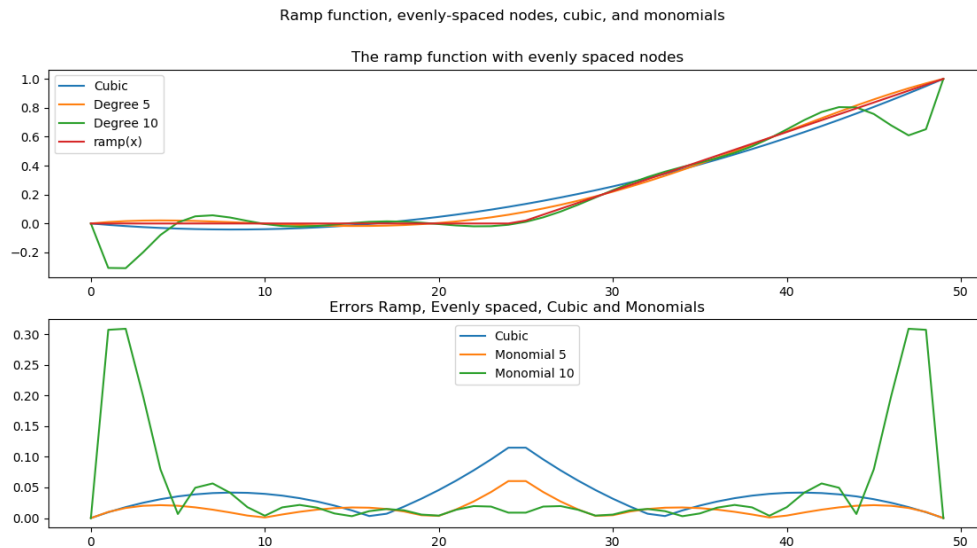 Ramp function, evenly-spaced nodes, cubic, and monomials
The ramp function with evenly spaced nodes
1.0
0.8
0.6
0.4
0.2
0.0
−0.2
Cubic
Degree 5
Degree 10
ramp(x)
0 10 20 30 40 50
Errors Ramp, Evenly spaced, Cubic and Monomials
0.30
0.25
0.20
0.15
0.10
0.05
0.00
Cubic
Monomial 5
Monomial 10
0 10 20 30 40 50